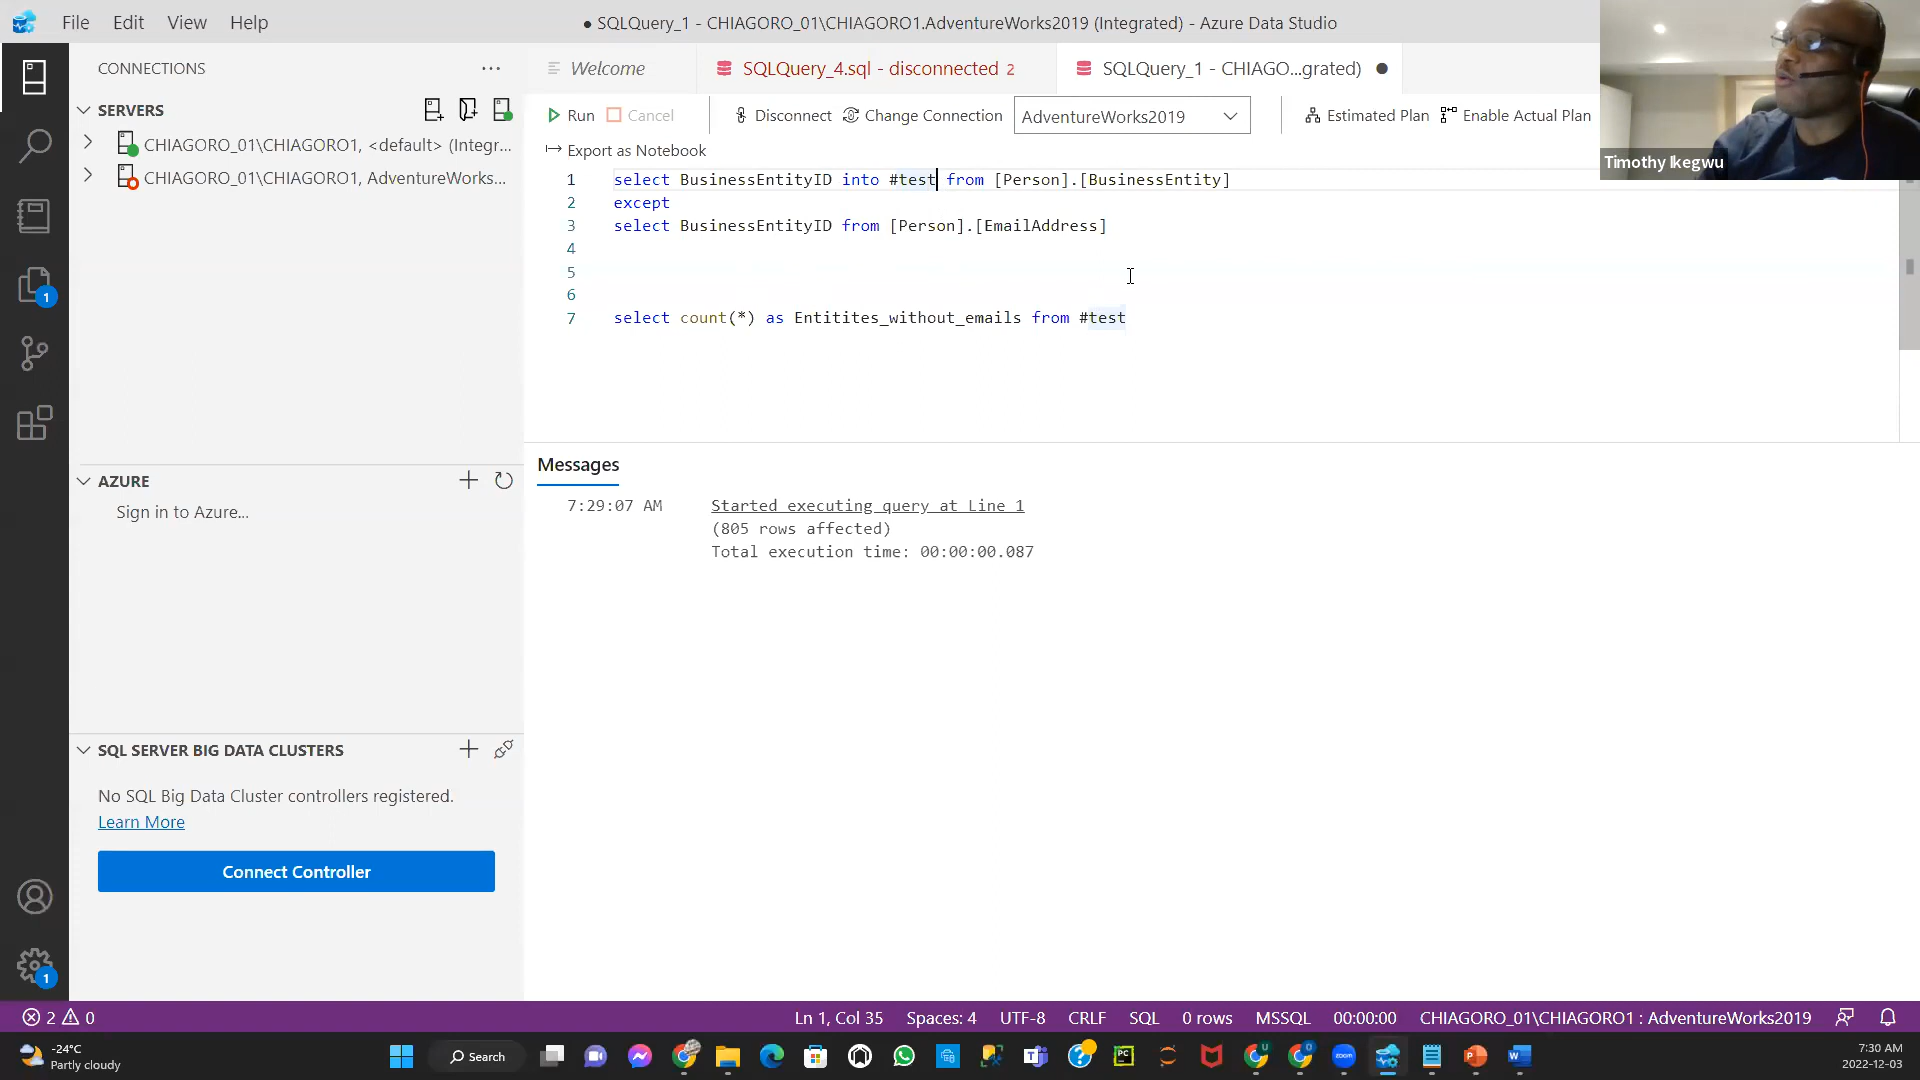 File Edit View Help
● SQLQuery_1 - CHIAGORO_01\CHIAGORO1.AdventureWorks2019 (Integrated) - Azure Data Studio
CONNECTIONS
SERVERS
CHIAGORO_01\CHIAGORO1, <default> (Integr...
CHIAGORO_01\CHIAGORO1, AdventureWorks...
AZURE
Sign in to Azure...
SQL SERVER BIG DATA CLUSTERS
No SQL Big Data Cluster controllers registered.
Learn More
Connect Controller
1
1
Welcome SQLQuery_4.sql - disconnected 2 SQLQuery_1 - CHIAGO...grated) ●
Run Cancel Disconnect Change Connection AdventureWorks2019 Estimated Plan Enable Actual Plan
Export as Notebook
Timothy Ikegwu
1 select BusinessEntityID into #test from [Person].[BusinessEntity]
2 except
3 select BusinessEntityID from [Person].[EmailAddress]
4
5
6
7 select count(*) as Entitites_without_emails from #test
Messages
7:29:07 AM Started executing query at Line 1
(805 rows affected)
Total execution time: 00:00:00.087
2 0 Ln 1, Col 35 Spaces: 4 UTF-8 CRLF SQL 0 rows MSSQL 00:00:00 CHIAGORO_01\CHIAGORO1 : AdventureWorks2019
-24°C
Partly cloudy
Search
PC
zoom
7:30 AM
2022-12-03